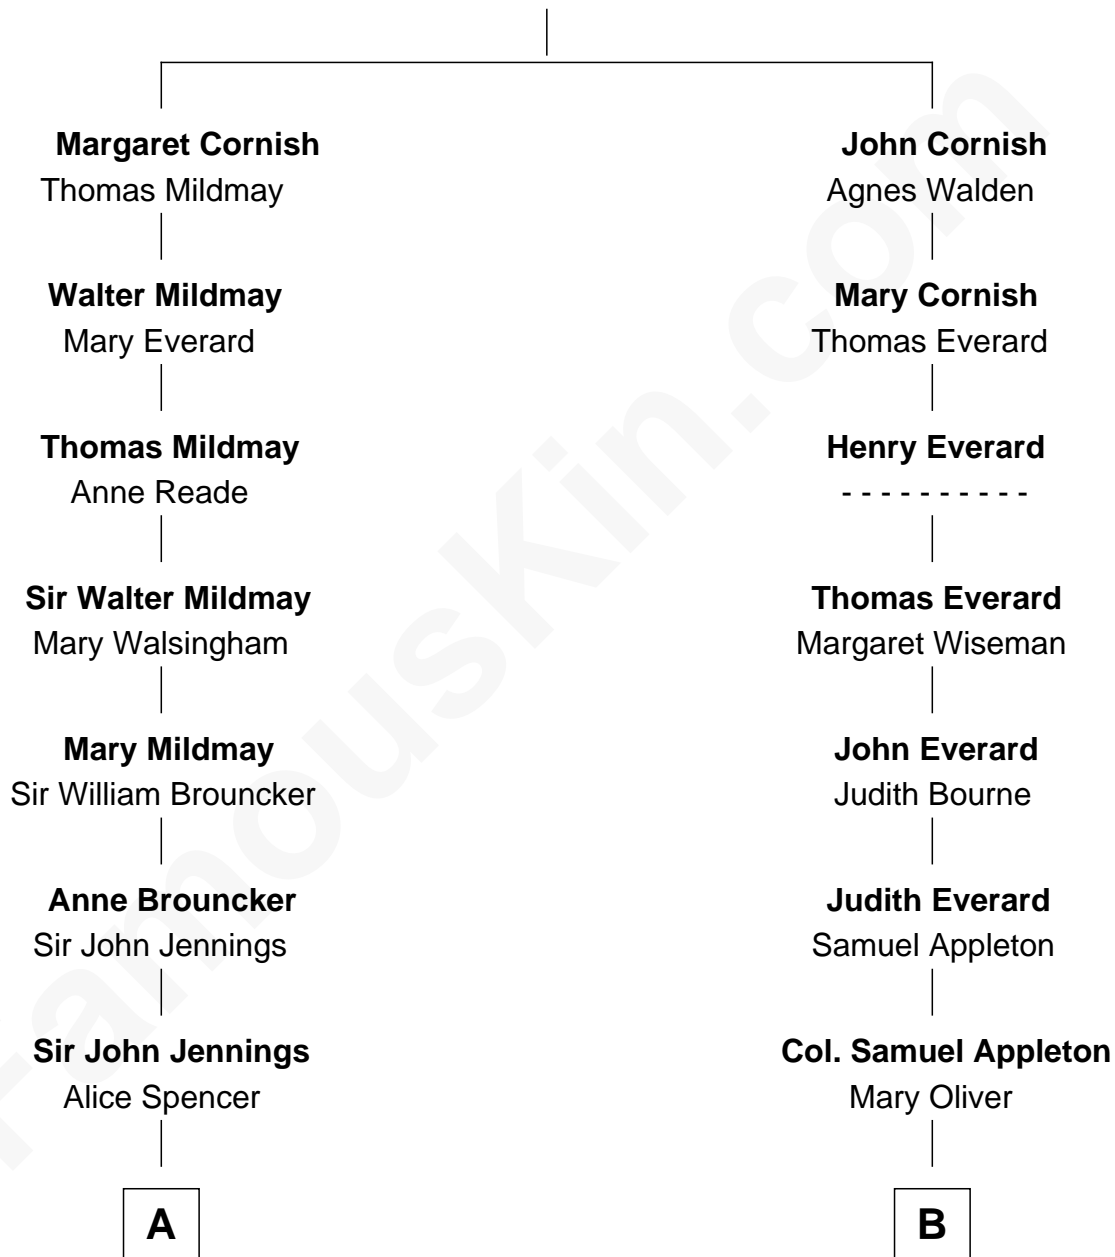 Margaret Cornish
Thomas Mildmay
John Cornish
Agnes Walden
Walter Mildmay
Mary Everard
Mary Cornish
Thomas Everard
Thomas Mildmay
Anne Reade
Henry Everard
- - - - - - - - - -
Sir Walter Mildmay
Mary Walsingham
Thomas Everard
Margaret Wiseman
Mary Mildmay
Sir William Brouncker
John Everard
Judith Bourne
Anne Brouncker
Sir John Jennings
Judith Everard
Samuel Appleton
Sir John Jennings
Alice Spencer
Col. Samuel Appleton
Mary Oliver
A
B
FamousKin.com